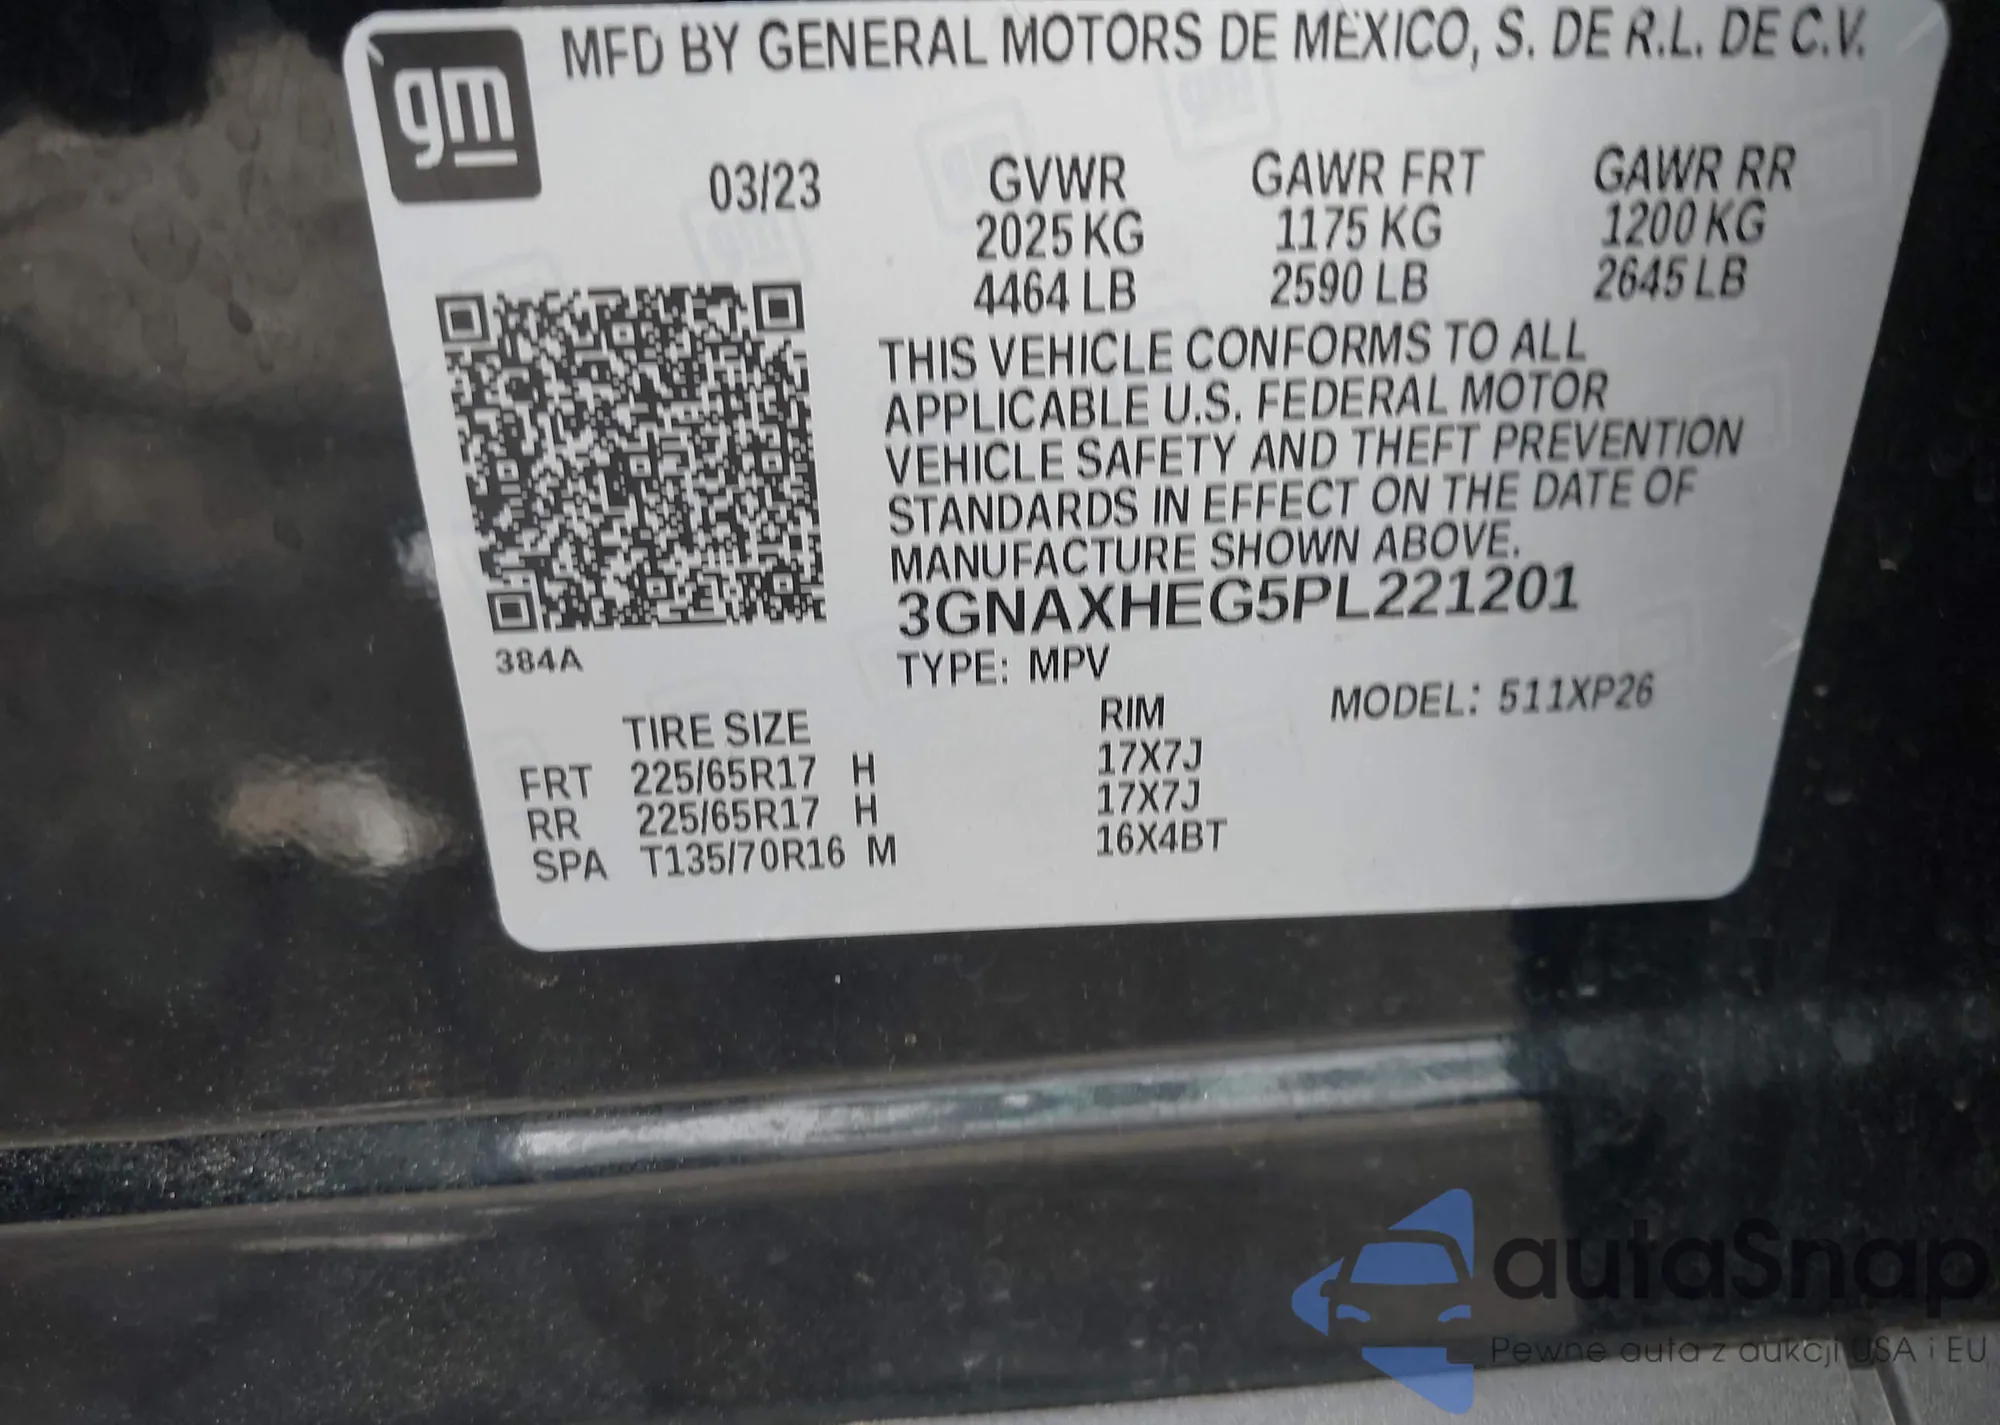 gm MFD BY GENERAL MOTORS DE MEXICO, S. DE R.L. DE C.V.
03/23 GVWR GAWR FRT GAWR RR
2025 KG 1175 KG 1200 KG
4464 LB 2590 LB 2645 LB
THIS VEHICLE CONFORMS TO ALL
APPLICABLE U.S. FEDERAL MOTOR
VEHICLE SAFETY AND THEFT PREVENTION
STANDARDS IN EFFECT ON THE DATE OF
MANUFACTURE SHOWN ABOVE.
3GNAXHEG5PL221201
384A
TYPE: MPV MODEL: 511XP26
TIRE SIZE RIM
FRT 225/65R17 H 17X7J
RR 225/65R17 H 17X7J
SPA T135/70R16 M 16X4BT
autaSnap
Pewne auta z aukcji USA i EU